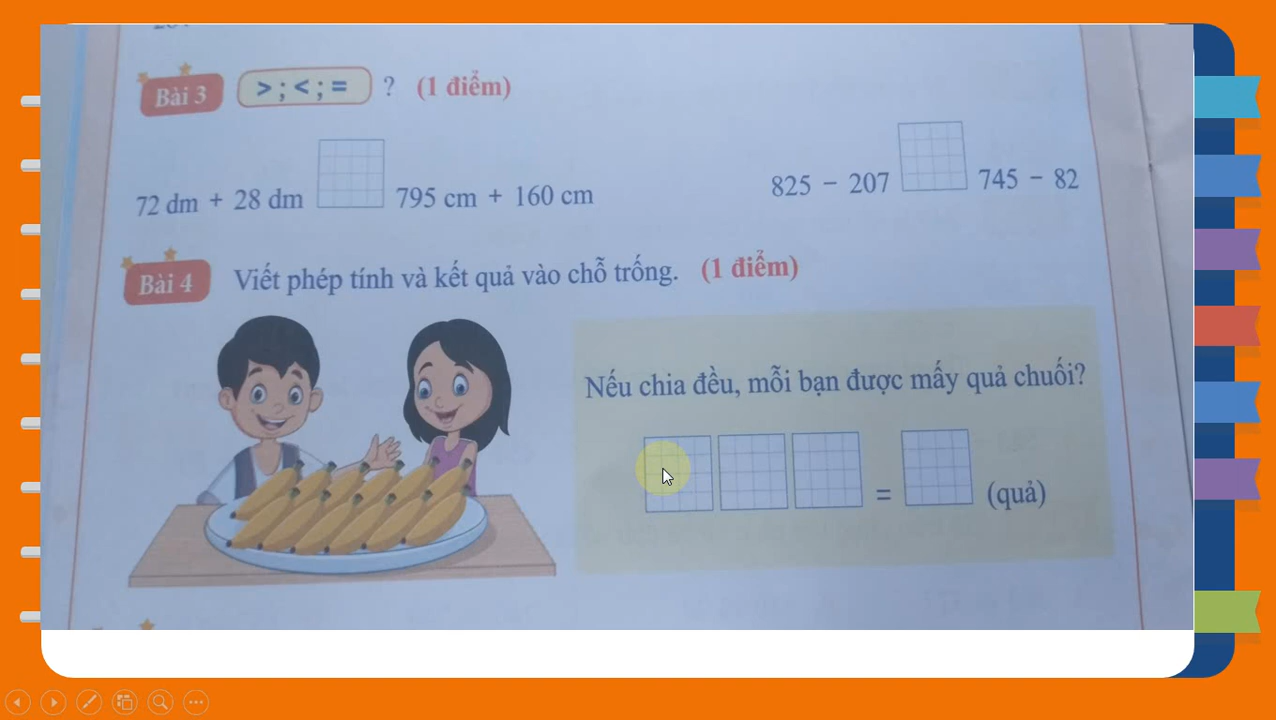 Bài 3 > ; < ; = ? (1 điểm)
72 dm + 28 dm 795 cm + 160 cm 825 − 207 745 − 82
Bài 4 Viết phép tính và kết quả vào chỗ trống. (1 điểm)
Nếu chia đều, mỗi bạn được mấy quả chuối?
= (quả)